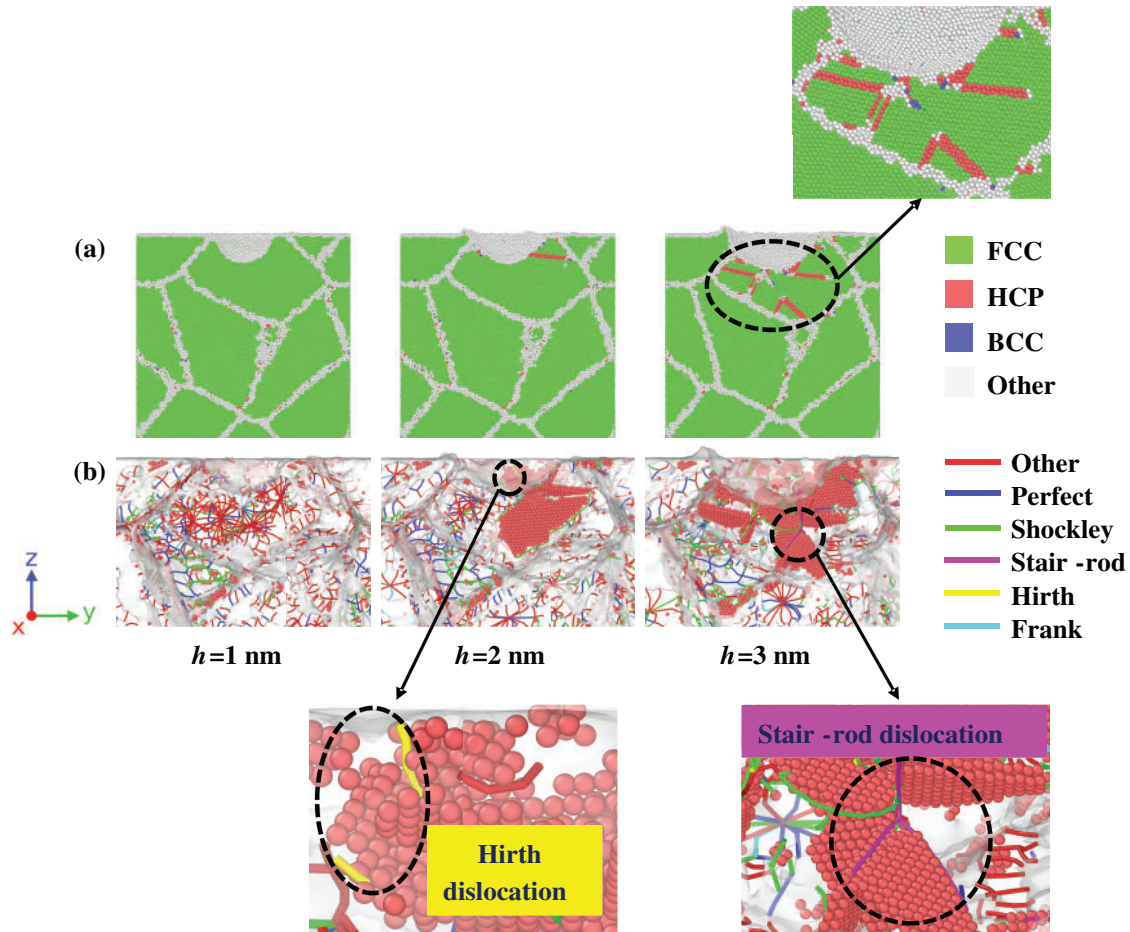 (a)
FCC
HCP
BCC
Other
(b)
Other
Perfect
Shockley
Stair -rod
Hirth
Frank
z
x
y
h=1 nm
h=2 nm
h=3 nm
Hirth
dislocation
Stair -rod dislocation